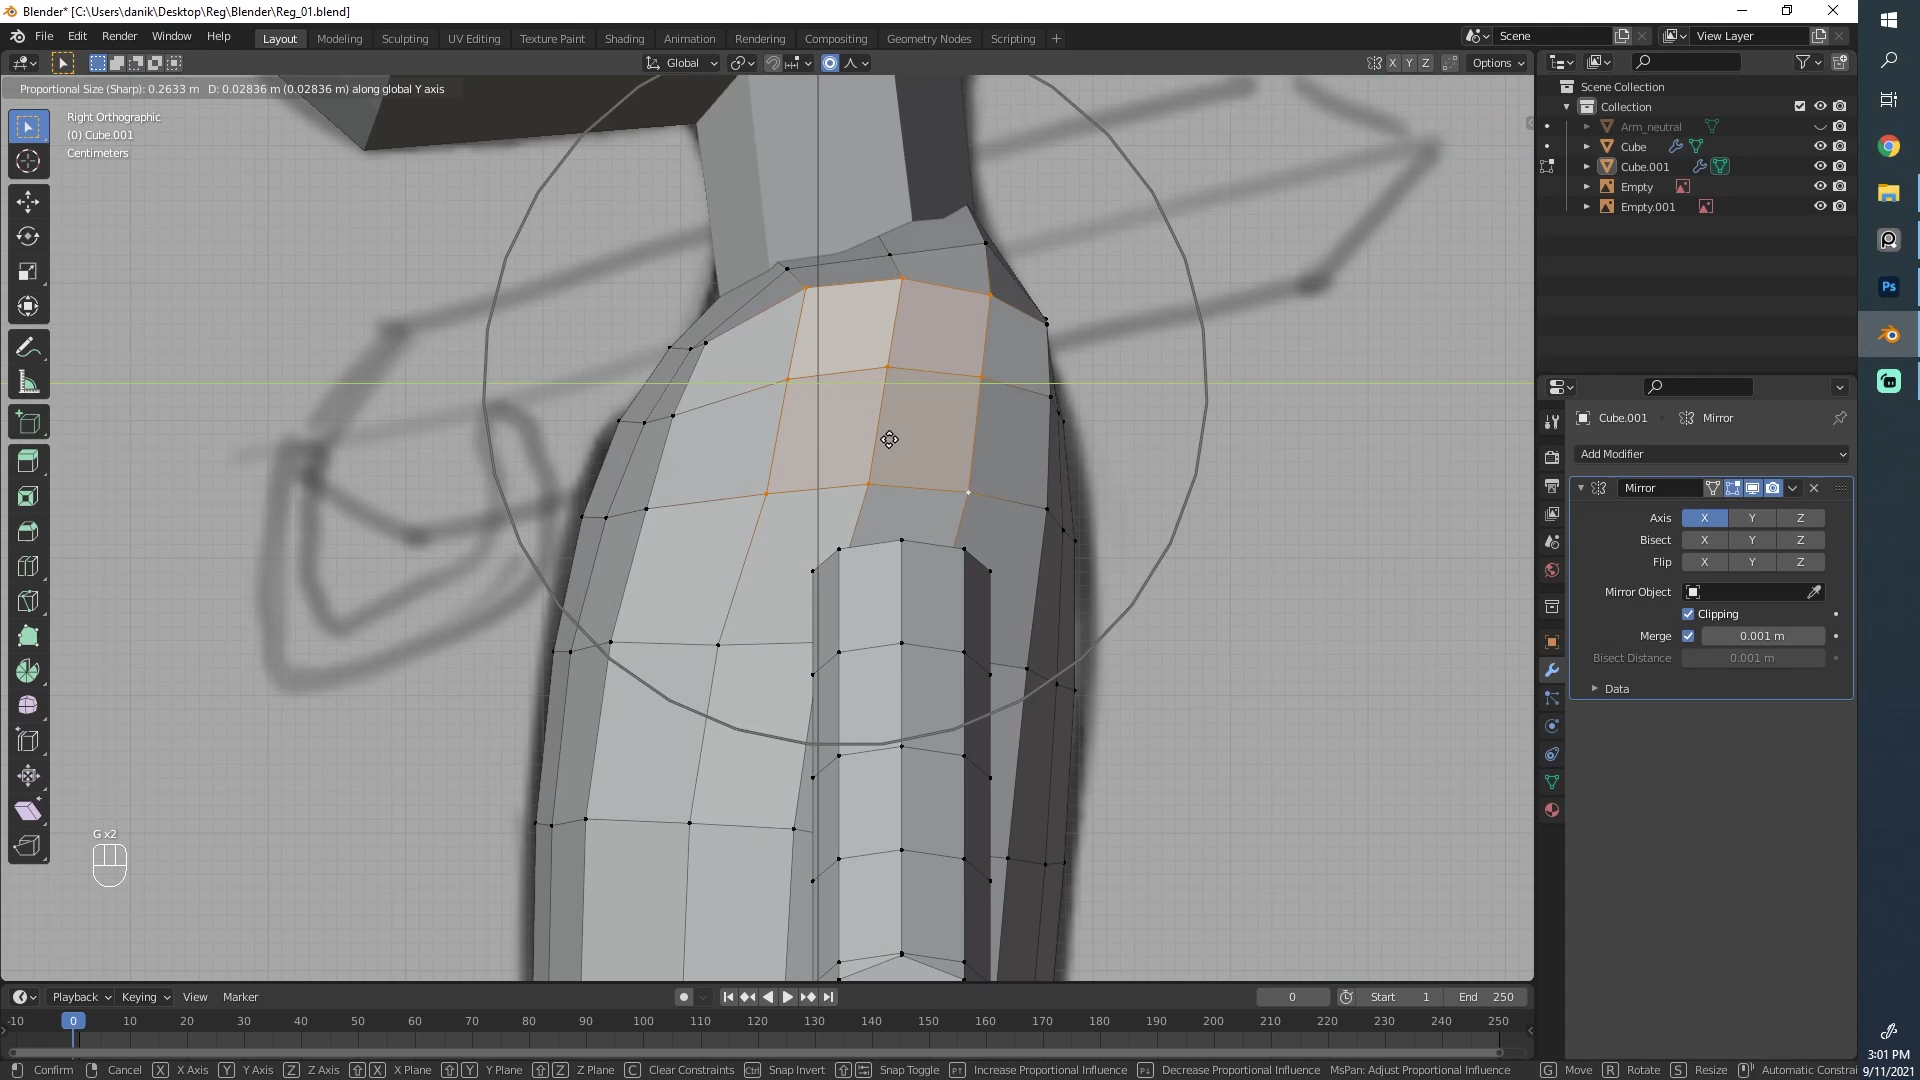 Blender* [C:\Users\danik\Desktop\Reg\Blender\Reg_01.blend]
File Edit Render Window Help
Layout Modeling Sculpting UV Editing Texture Paint Shading Animation Rendering Compositing Geometry Nodes Scripting +
Scene
View Layer
Global
X Y Z
Options
Proportional Size (Sharp): 0.2633 m D: 0.02836 m (0.02836 m) along global Y axis
Right Orthographic
(0) Cube.001
Centimeters
G x2
Scene Collection
Collection
Arm_neutral
Cube
Cube.001
Empty
Empty.001
Cube.001 Mirror
Add Modifier
Mirror
Axis X Y Z
Bisect X Y Z
Flip X Y Z
Mirror Object
Clipping
Merge 0.001 m
Bisect Distance 0.001 m
Data
Ps
Playback Keying View Marker
0 Start 1 End 250
-10 0 10 20 30 40 50 60 70 80 90 100 110 120 130 140 150 160 170 180 190 200 210 220 230 240 250
Confirm Cancel X X Axis Y Y Axis Z Z Axis X X Plane Y Y Plane Z Z Plane C Clear Constraints Ctrl Snap Invert Snap Toggle Increase Proportional Influence Decrease Proportional Influence MsPan: Adjust Proportional Influence G Move R Rotate S Resize Automatic Constrai
3:01 PM
9/11/2021